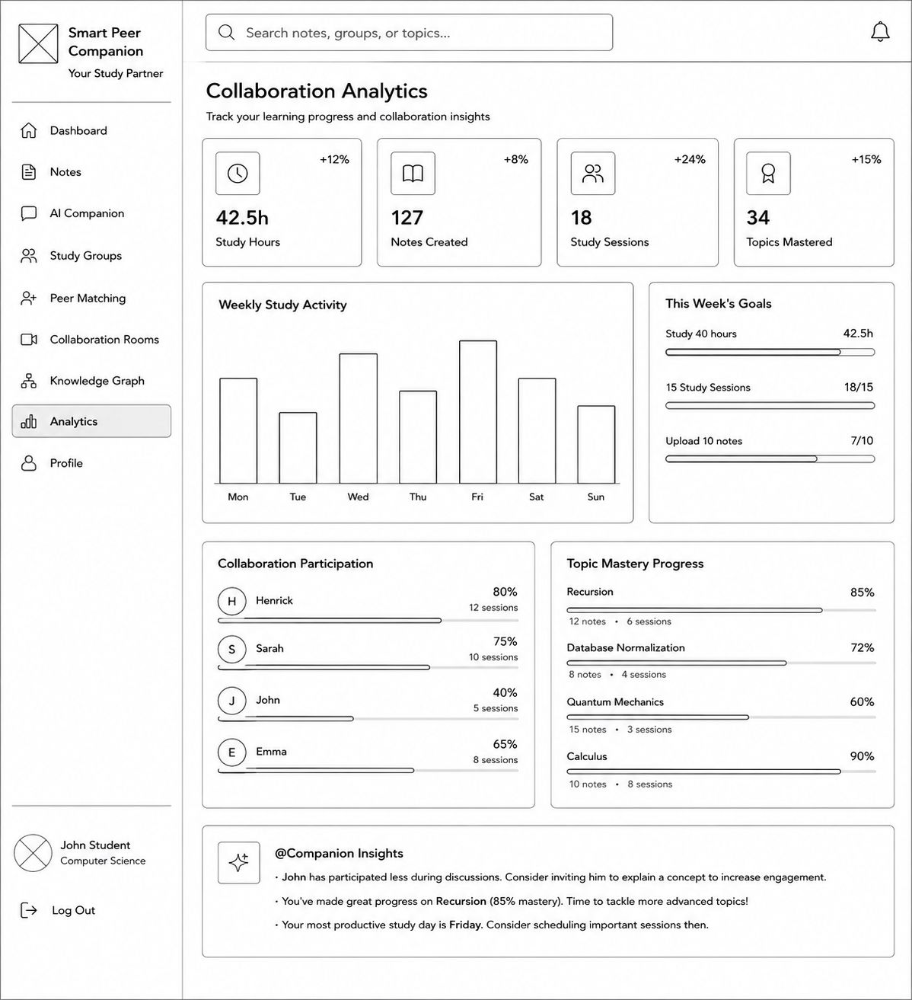 Smart Peer
Companion
Your Study Partner
Dashboard
Notes
AI Companion
Study Groups
Peer Matching
Collaboration Rooms
Knowledge Graph
Analytics
Profile
John Student
Computer Science
Log Out
Search notes, groups, or topics...
Collaboration Analytics
Track your learning progress and collaboration insights
+12%
42.5h
Study Hours
+8%
127
Notes Created
+24%
18
Study Sessions
+15%
34
Topics Mastered
Weekly Study Activity
Mon Tue Wed Thu Fri Sat Sun
This Week's Goals
Study 40 hours 42.5h
15 Study Sessions 18/15
Upload 10 notes 7/10
Collaboration Participation
H Henrick 80%
12 sessions
S Sarah 75%
10 sessions
J John 40%
5 sessions
E Emma 65%
8 sessions
Topic Mastery Progress
Recursion 85%
12 notes • 6 sessions
Database Normalization 72%
8 notes • 4 sessions
Quantum Mechanics 60%
15 notes • 3 sessions
Calculus 90%
10 notes • 8 sessions
@Companion Insights
· John has participated less during discussions. Consider inviting him to explain a concept to increase engagement.
· You've made great progress on Recursion (85% mastery). Time to tackle more advanced topics!
· Your most productive study day is Friday. Consider scheduling important sessions then.